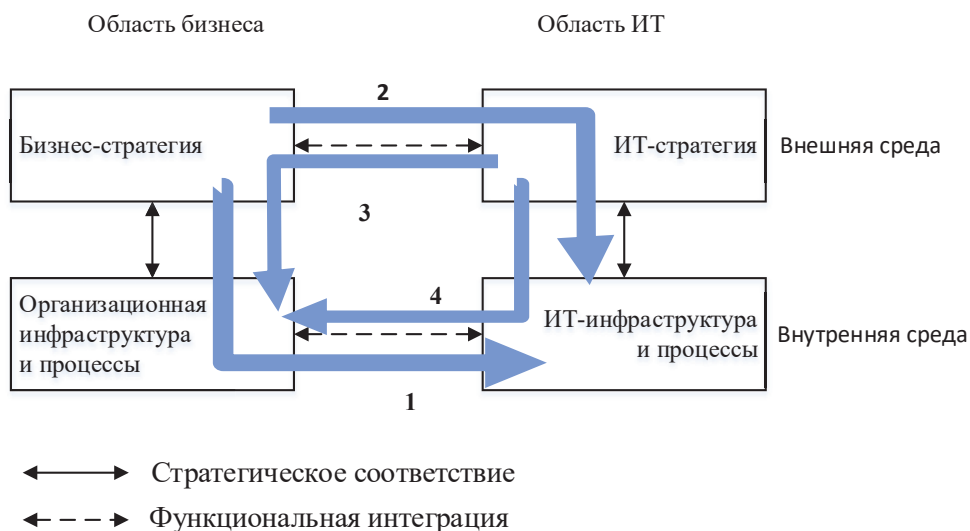 Область бизнеса
Область ИТ
2
Бизнес-стратегия
ИТ-стратегия
Внешняя среда
3
Организационная
инфраструктура
и процессы
4
ИТ-инфраструктура
и процессы
Внутренняя среда
1
Стратегическое соответствие
Функциональная интеграция